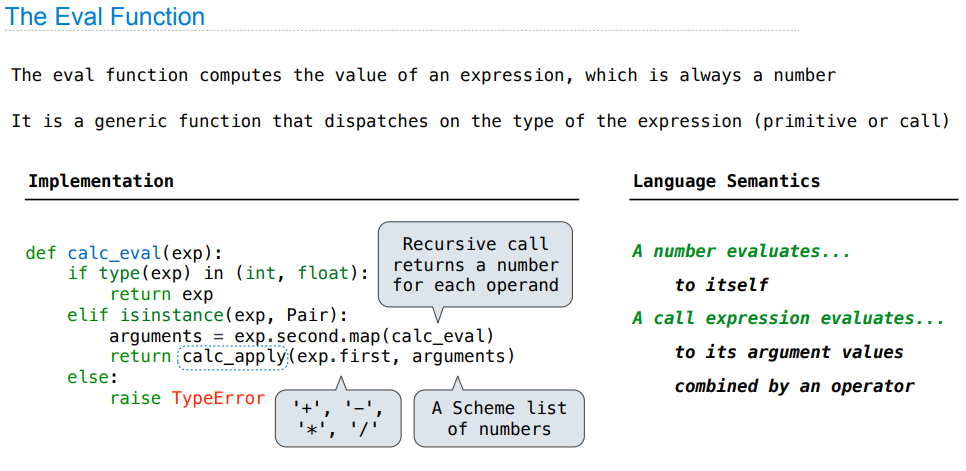 The Eval Function
The eval function computes the value of an expression, which is always a number
It is a generic function that dispatches on the type of the expression (primitive or call)
Implementation
def calc_eval(exp):
    if type(exp) in (int, float):
        return exp
    elif isinstance(exp, Pair):
        arguments = exp.second.map(calc_eval)
        return calc_apply(exp.first, arguments)
    else:
        raise TypeError
Recursive call
returns a number
for each operand
'+', '−',
'*', '/'
A Scheme list
of numbers
Language Semantics
A number evaluates...
to itself
A call expression evaluates...
to its argument values
combined by an operator